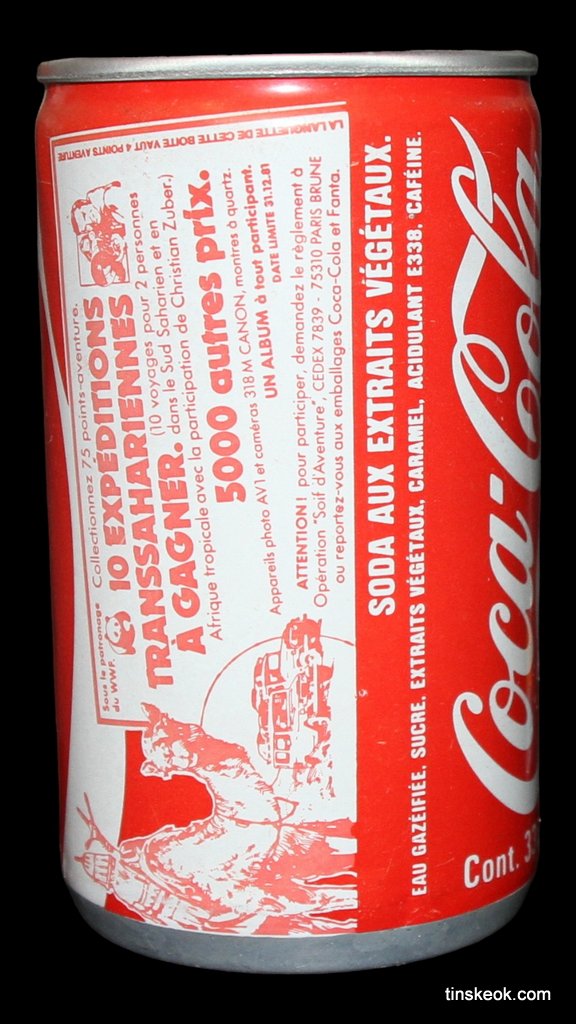 LA LANGUETTE DE CETTE BOITE VAUT 4 POINTS AVENTURE
Sous le patronage
du WWF.
Collectionnez 75 points-aventure.
10 EXPÉDITIONS
TRANSSAHARIENNES
À GAGNER.
(10 voyages pour 2 personnes
dans le Sud Saharien et en
Afrique tropicale avec la participation de Christian Zuber.)
5000 autres prix.
Appareils photo AV1 et caméras 318 M CANON, montres à quartz.
UN ALBUM à tout participant.
DATE LIMITE 31.12.81
ATTENTION! pour participer, demandez le règlement à
Opération "Soif d'Aventure", CEDEX 7839 - 75310 PARIS BRUNE
ou reportez-vous aux emballages Coca-Cola et Fanta.
SODA AUX EXTRAITS VÉGÉTAUX.
EAU GAZÉIFIÉE, SUCRE, EXTRAITS VÉGÉTAUX, CARAMEL, ACIDULANT E338, CAFÉINE.
Coca-Cola
Cont. 33
tinskeok.com